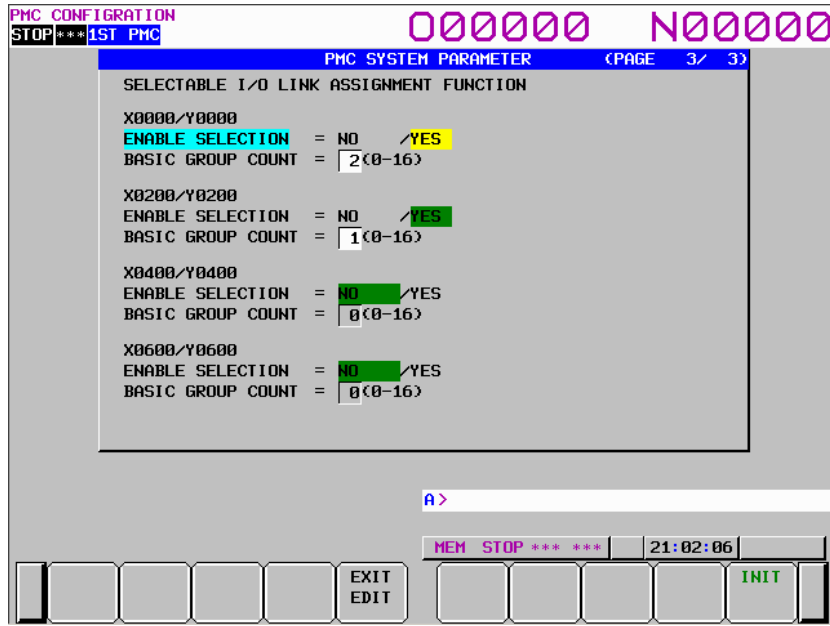 PMC CONFIGRATION
O00000 N00000
STOP *** 1ST PMC
PMC SYSTEM PARAMETER (PAGE 3/ 3)
SELECTABLE I/O LINK ASSIGNMENT FUNCTION
X0000/Y0000
ENABLE SELECTION = NO /YES
BASIC GROUP COUNT = 2(0-16)
X0200/Y0200
ENABLE SELECTION = NO /YES
BASIC GROUP COUNT = 1(0-16)
X0400/Y0400
ENABLE SELECTION = NO /YES
BASIC GROUP COUNT = 0(0-16)
X0600/Y0600
ENABLE SELECTION = NO /YES
BASIC GROUP COUNT = 0(0-16)
A>
MEM STOP *** *** 21:02:06
EXIT EDIT
INIT